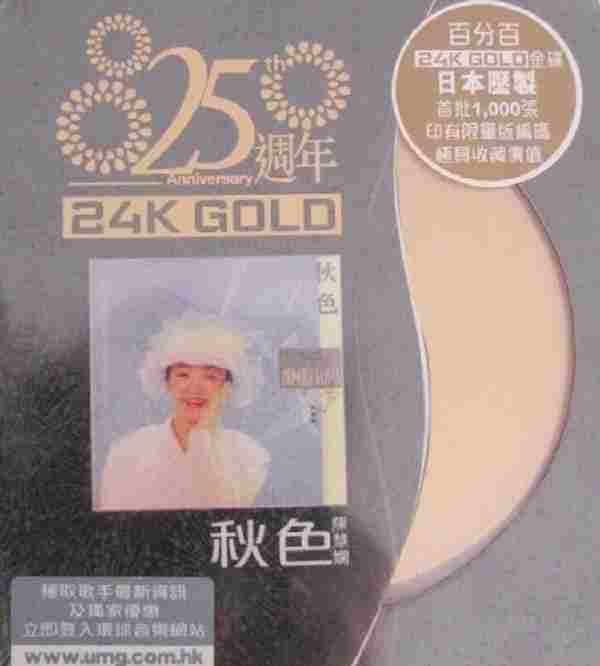 25th
Anniversary 週年
24K GOLD
百分百
24K GOLD金碟
日本壓製
首批1,000張
印有限量版編碼
極具收藏價值
秋色
秋色
陳慧嫻
極取歌手最新資訊
及獨家優惠
立即登入環球音樂網站
www.umg.com.hk